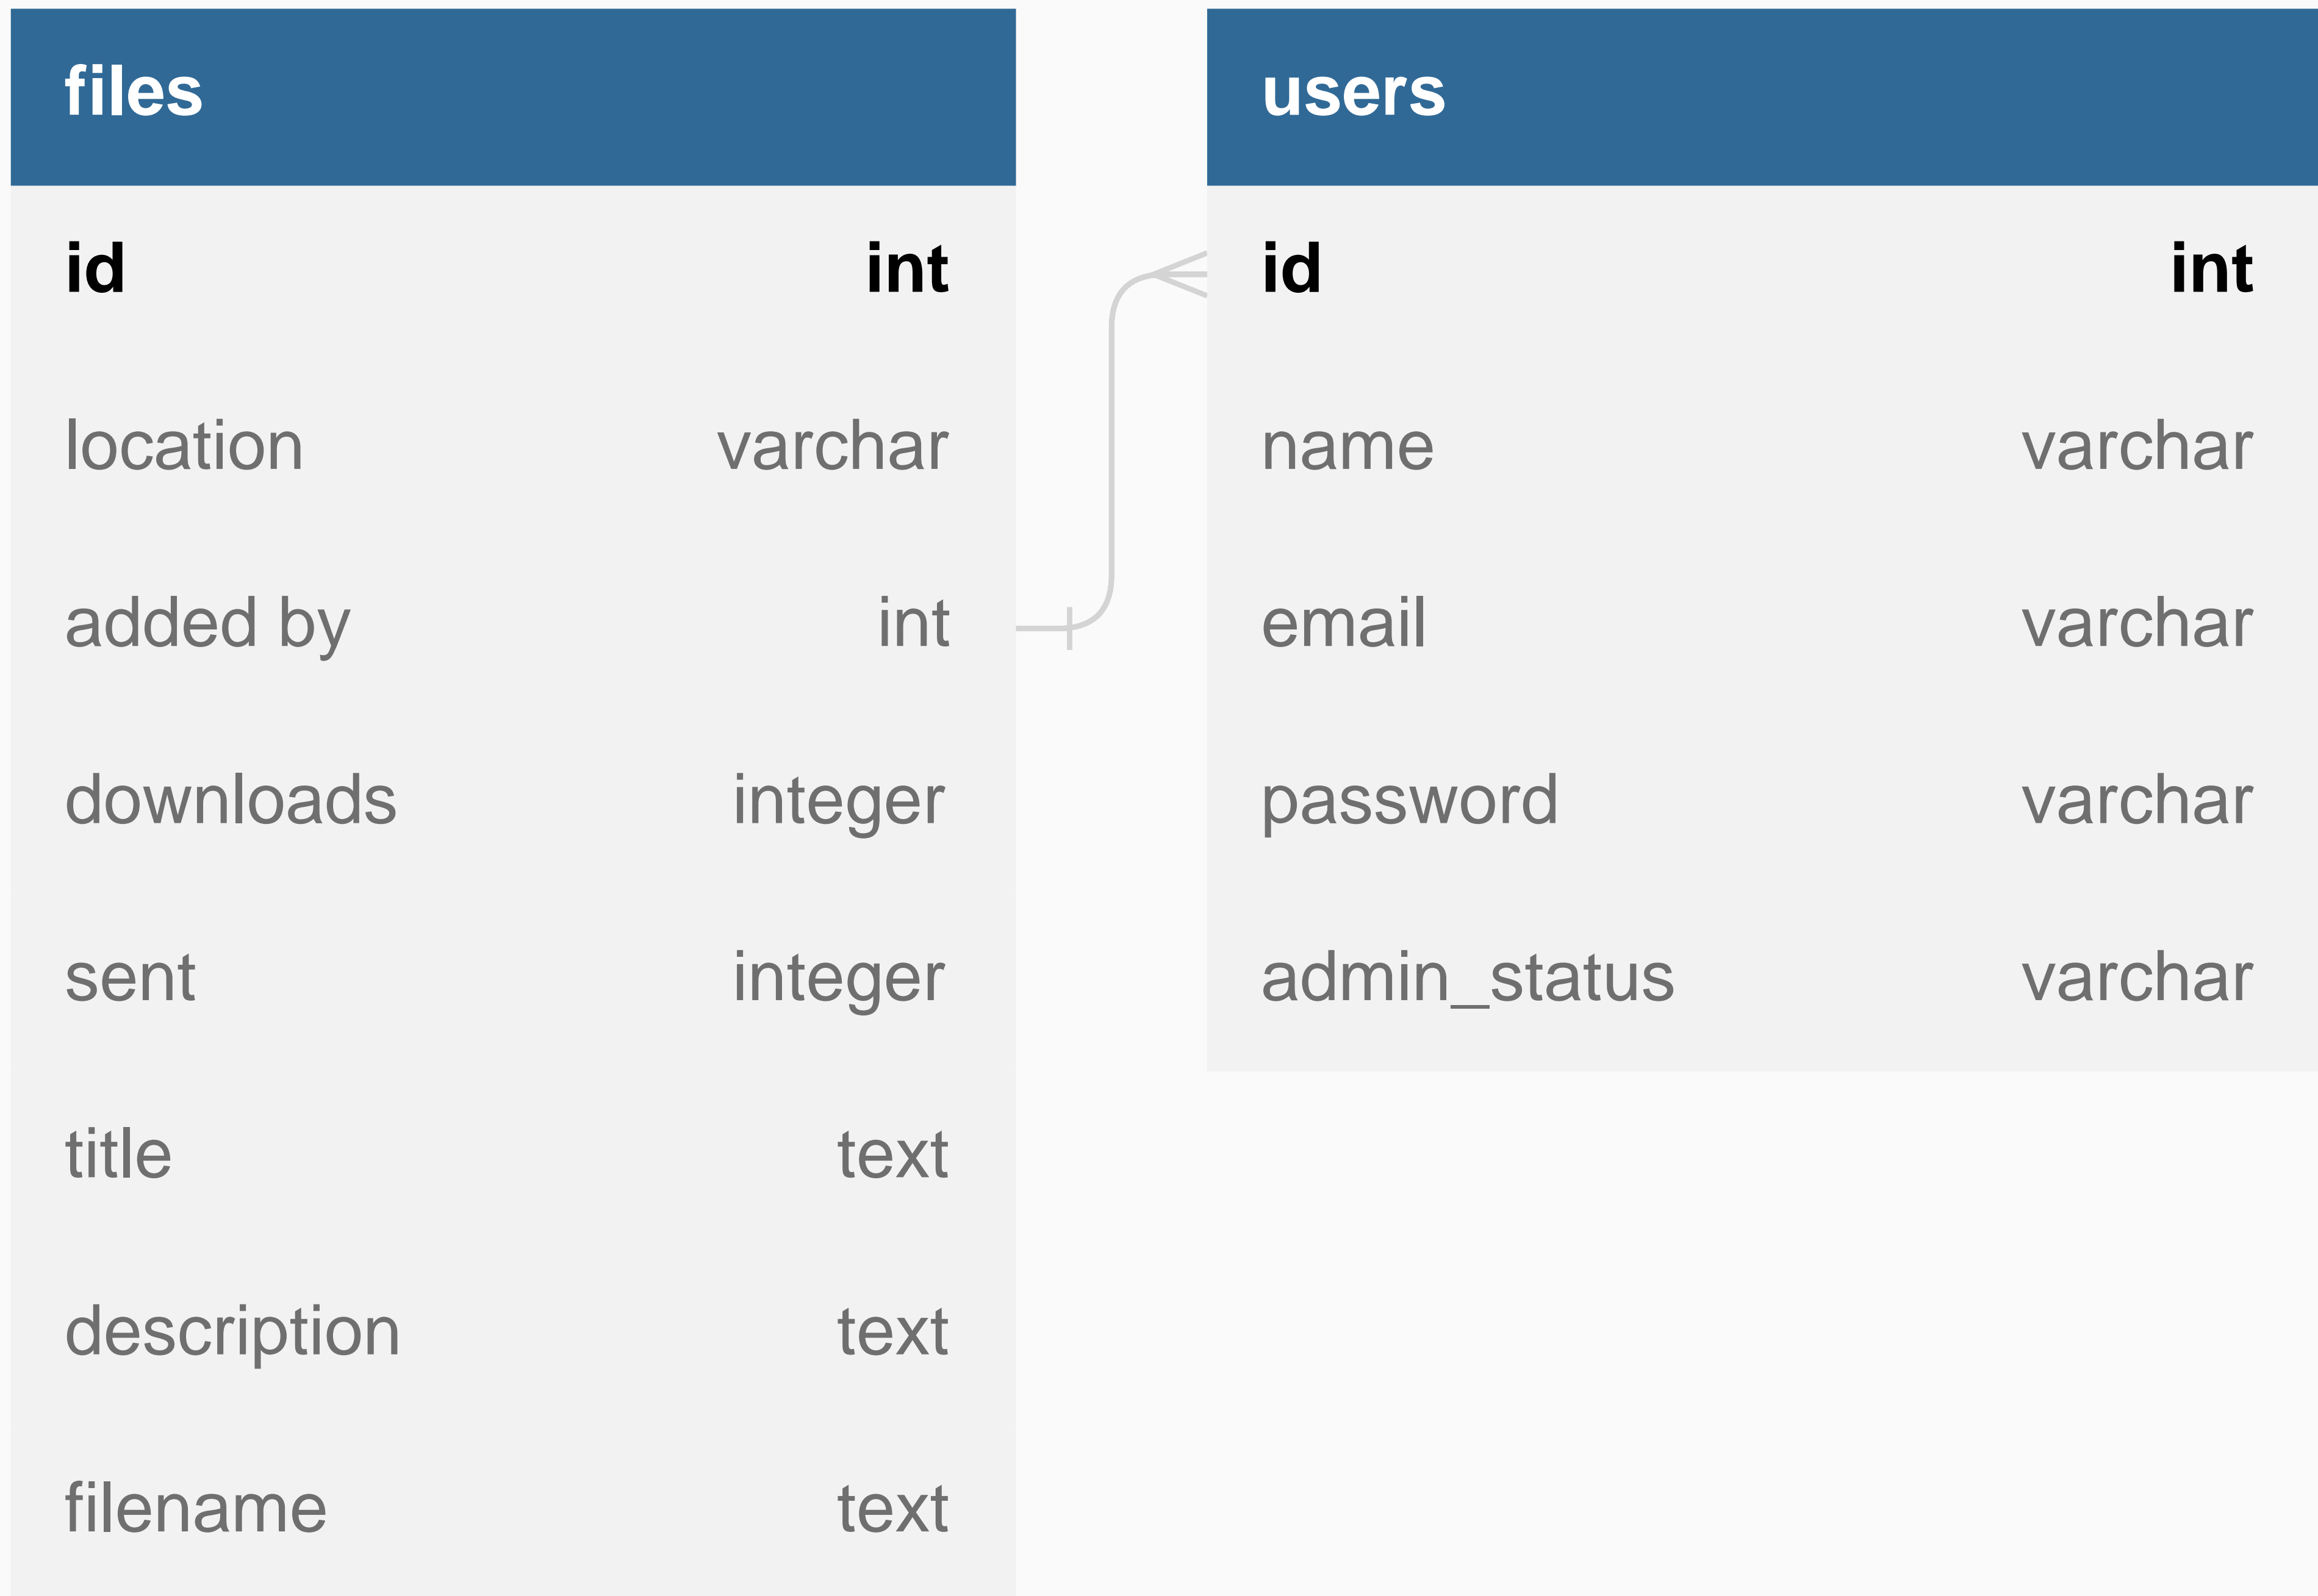 files
id int
location varchar
added by int
downloads integer
sent integer
title text
description text
filename text
users
id int
name varchar
email varchar
password varchar
admin_status varchar